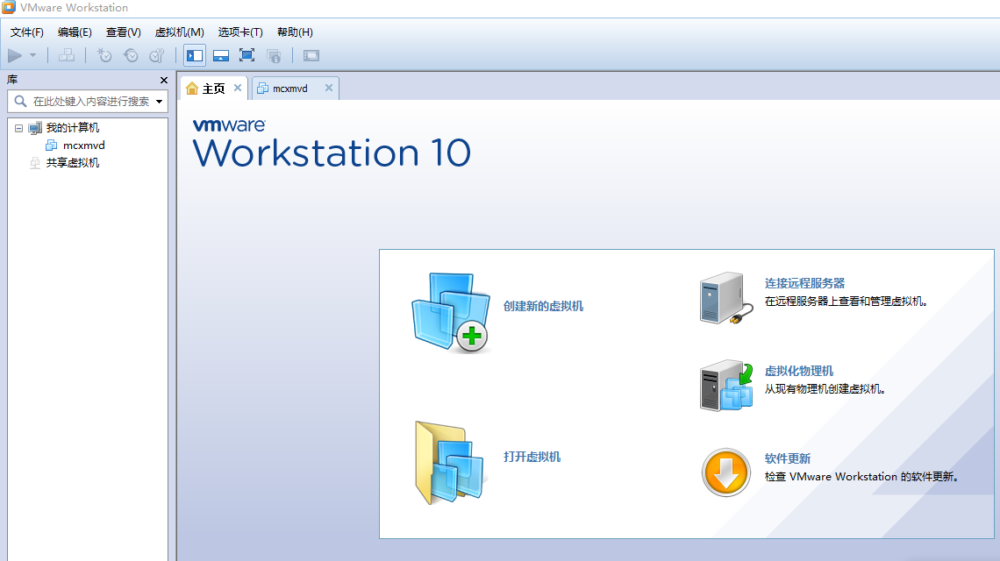 VMware Workstation
文件(F) 编辑(E) 查看(V) 虚拟机(M) 选项卡(T) 帮助(H)
库
在此处键入内容进行搜索
我的计算机
mcxmvd
共享虚拟机
主页 mcxmvd
vmware
Workstation 10
创建新的虚拟机
打开虚拟机
连接远程服务器
在远程服务器上查看和管理虚拟机。
虚拟化物理机
从现有物理机创建虚拟机。
软件更新
检查 VMware Workstation 的软件更新。